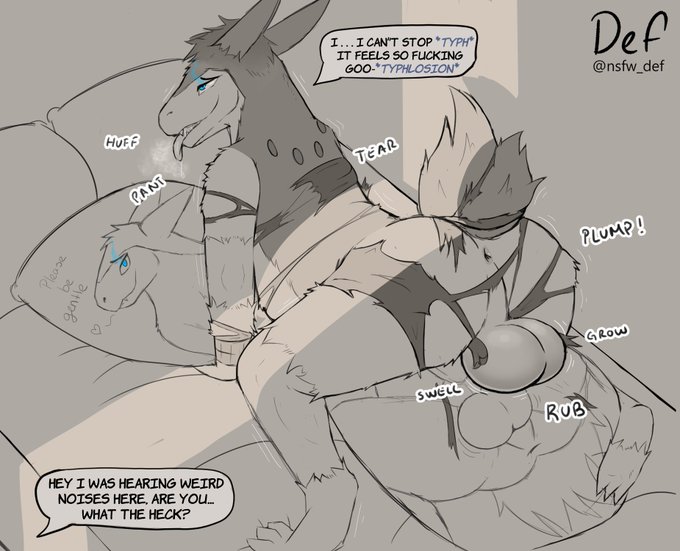 I...I CAN'T STOP *TYPH*
IT FEELS SO FUCKING
GOO-*TYPHLOSION*
Def
@nsfw_def
HUFF
PANT
TEAR
PLUMP!
Please
be
gentle
GROW
SWELL
RUB
HEY I WAS HEARING WEIRD
NOISES HERE, ARE YOU...
WHAT THE HECK?